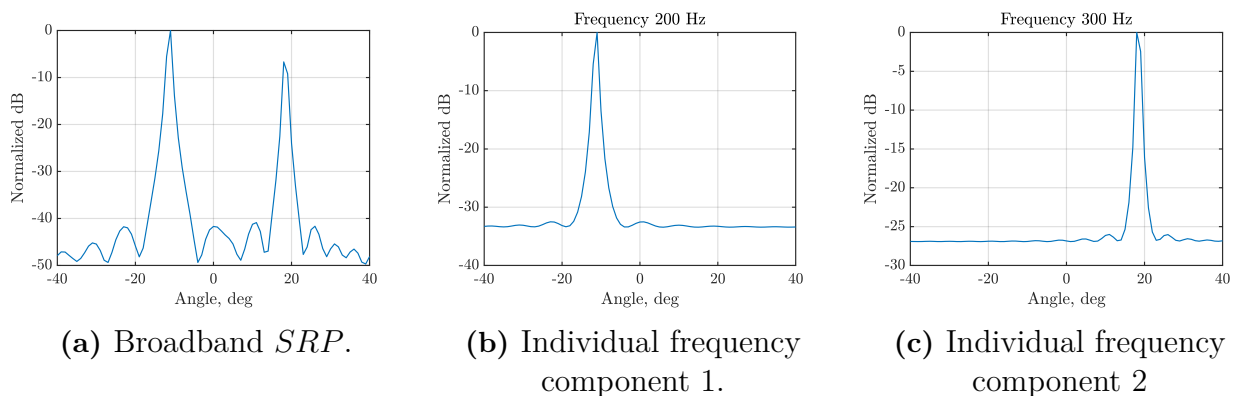 Frequency 200 Hz
Frequency 300 Hz
0
-10
-20
-30
-40
-50
-40
-20
0
20
40
Normalized dB
Angle, deg
0
-10
-20
-30
-40
-40
-20
0
20
40
Normalized dB
Angle, deg
0
-5
-10
-15
-20
-25
-30
-40
-20
0
20
40
Normalized dB
Angle, deg
(a) Broadband SRP.
(b) Individual frequency
component 1.
(c) Individual frequency
component 2